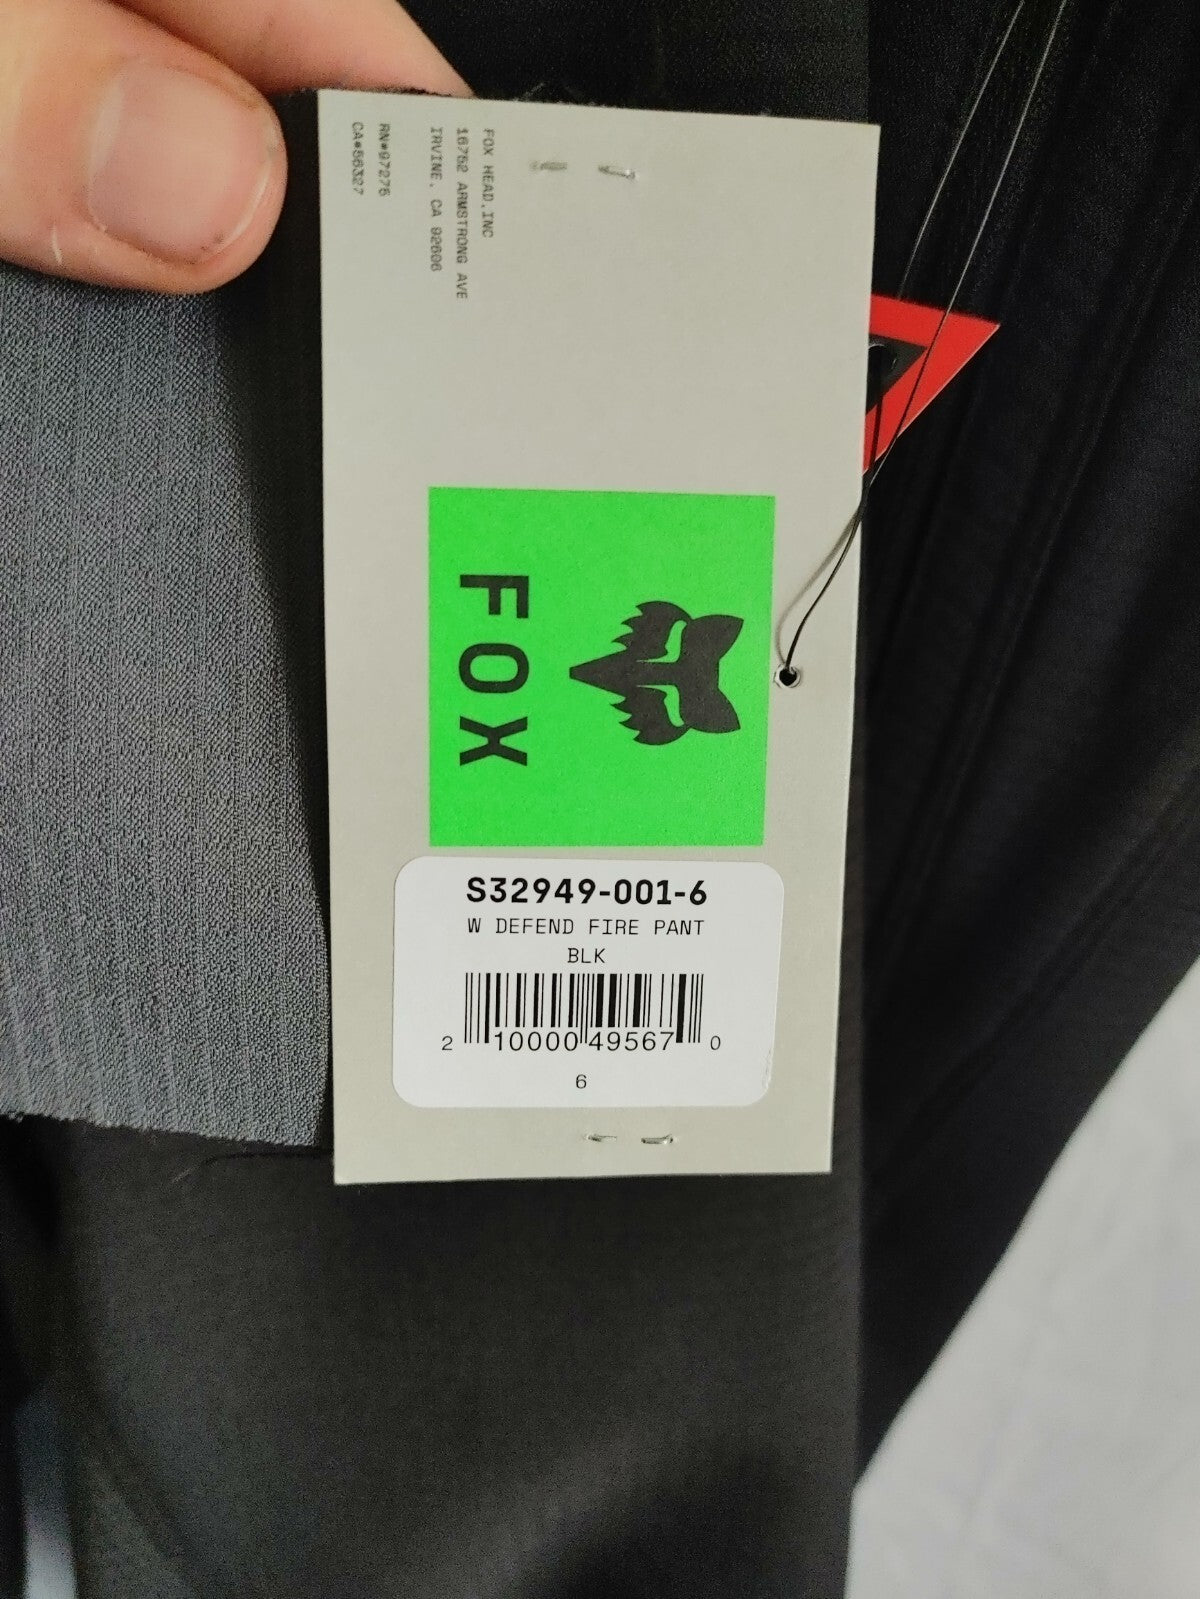 FOX HEAD, INC
16752 ARMSTRONG AVE
IRVINE, CA 92606
RN#97275
CA#56327
FOX
S32949-001-6
W DEFEND FIRE PANT
BLK
2 10000 49567 0
6